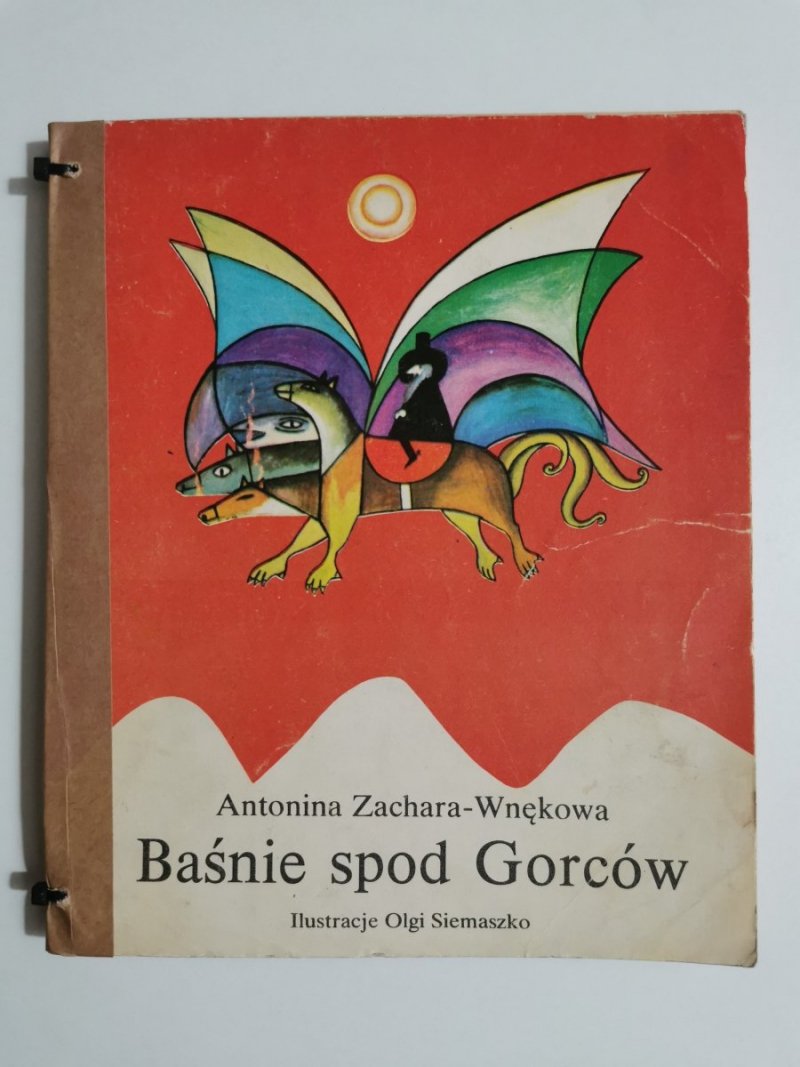 Antonina Zachara-Wnękowa
Baśnie spod Gorców
Ilustracje Olgi Siemaszko